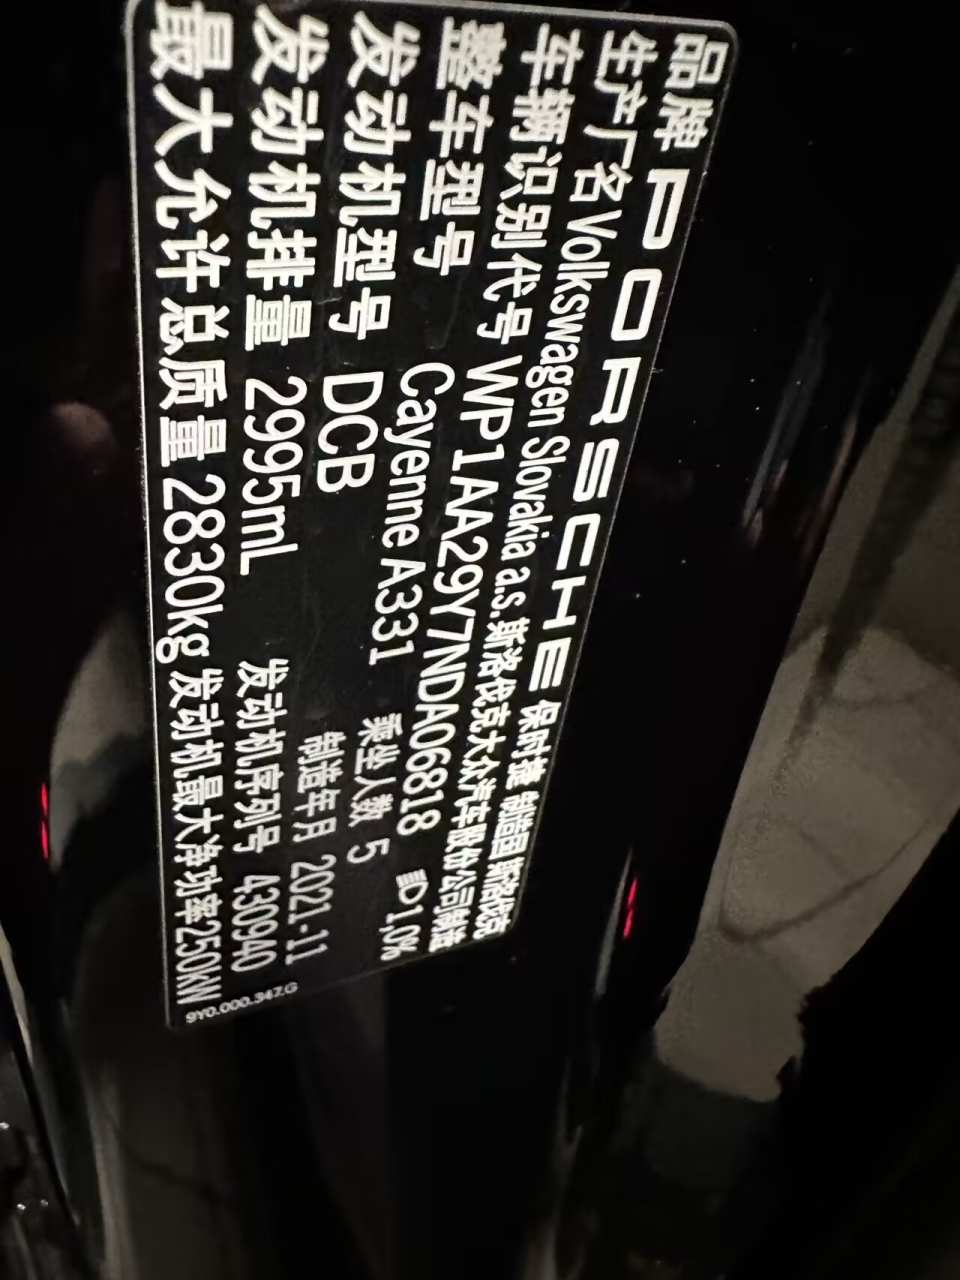 品牌 PORSCHE 保时捷 制造国 斯洛伐克
生产厂名 Volkswagen Slovakia a.s. 斯洛伐克大众汽车股份公司制造
车辆识别代号 WP1AA29Y7NDA06818 ID1,0%
整车型号 Cayenne A331 乘坐人数 5
发动机型号 DCB 制造年月 2021-11
发动机排量 2995mL 发动机序列号 430940
最大允许总质量 2830kg 发动机最大净功率250kW
9Y0.000.347.G